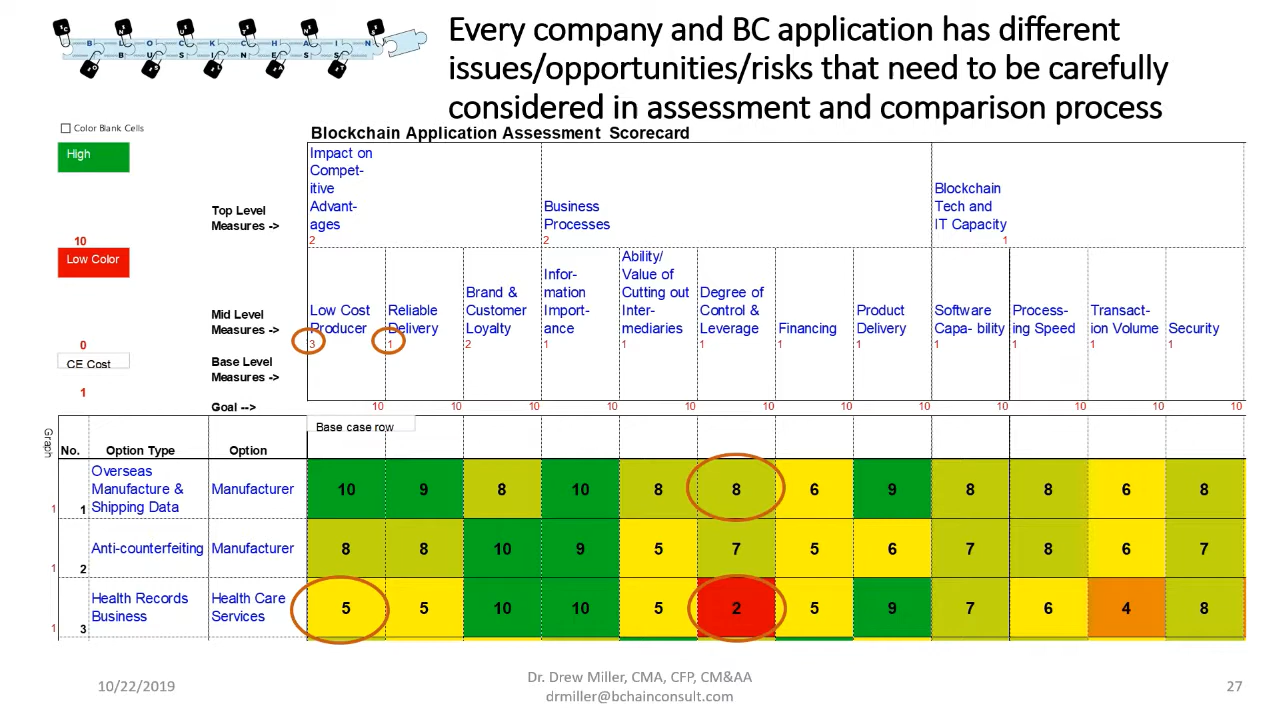 B L O C K C H A I N
B U S I N E S S
Every company and BC application has different
issues/opportunities/risks that need to be carefully
considered in assessment and comparison process
Color Blank Cells
High
10
Low Color
0
CE Cost
1
Blockchain Application Assessment Scorecard
Top Level
Measures ->
Impact on
Compet-
itive
Advant-
ages
2
Business
Processes
2
Blockchain
Tech and
IT Capacity
1
Mid Level
Measures ->
Low Cost
Producer
3
Reliable
Delivery
1
Brand &
Customer
Loyalty
2
Infor-
mation
Import-
ance
1
Ability/
Value of
Cutting out
Inter-
mediaries
1
Degree of
Control &
Leverage
1
Financing
1
Product
Delivery
1
Software
Capa- bility
1
Process-
ing Speed
1
Transact-
ion Volume
1
Security
1
Base Level
Measures ->
Goal -->
10 10 10 10 10 10 10 10 10 10 10 10
Base case row
Graph
No. Option Type Option
1 1
Overseas
Manufacture &
Shipping Data
Manufacturer
10 9 8 10 8 8 6 9 8 8 6 8
1 2
Anti-counterfeiting
Manufacturer
8 8 10 9 5 7 5 6 7 8 6 7
1 3
Health Records
Business
Health Care
Services
5 5 10 10 5 2 5 9 7 6 4 8
10/22/2019
Dr. Drew Miller, CMA, CFP, CM&AA
drmiller@bchainconsult.com
27